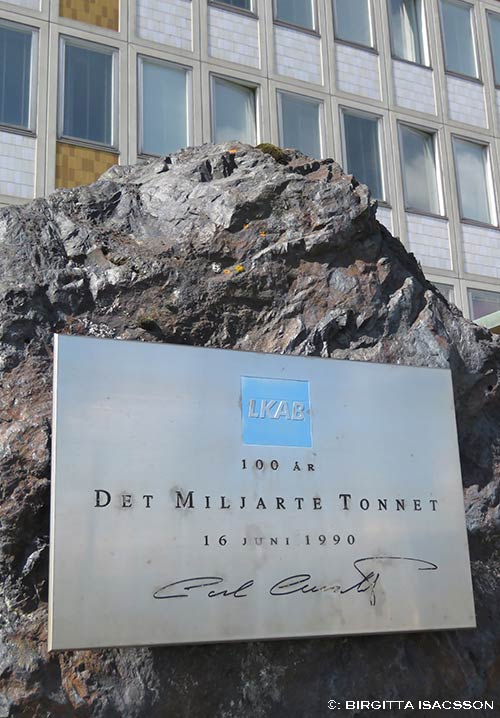 LKAB
100 ÅR
DET MILJARTE TONNET
16 JUNI 1990
©: BIRGITTA ISACSSON